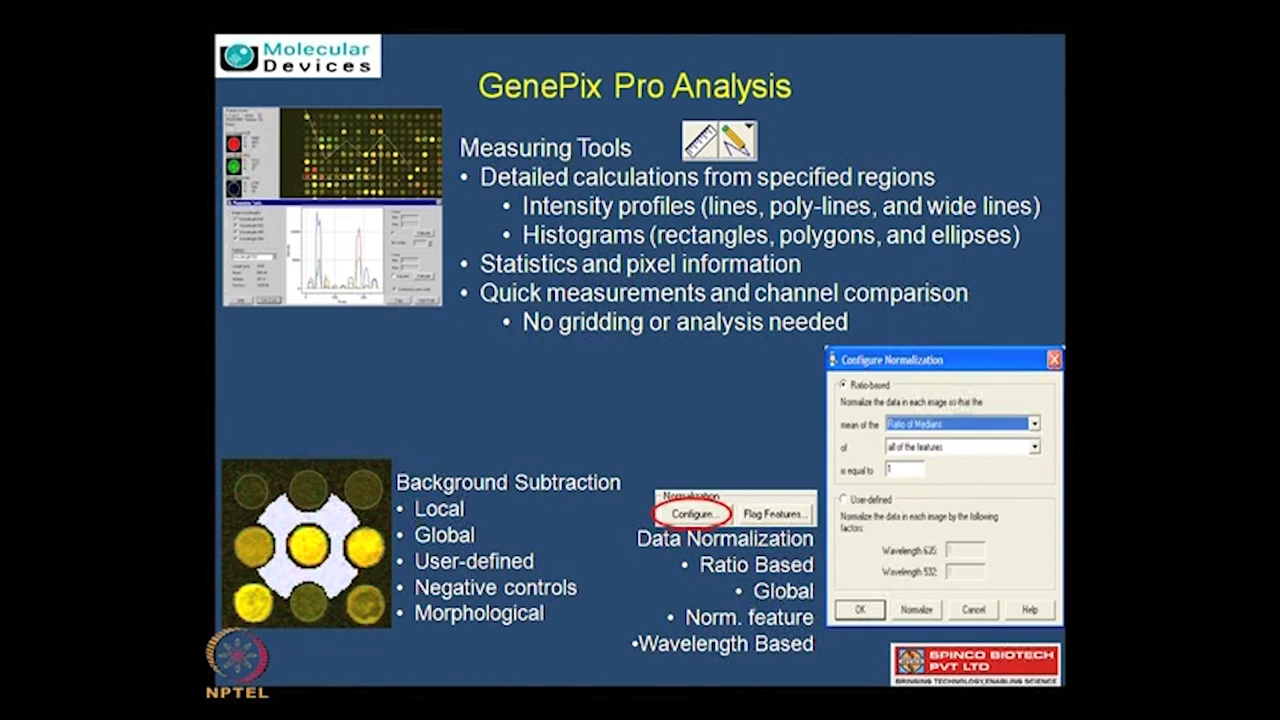 Molecular
Devices
GenePix Pro Analysis
Measuring Tools
• Detailed calculations from specified regions
• Intensity profiles (lines, poly-lines, and wide lines)
• Histograms (rectangles, polygons, and ellipses)
• Statistics and pixel information
• Quick measurements and channel comparison
• No gridding or analysis needed
Background Subtraction
• Local
• Global
• User-defined
• Negative controls
• Morphological
Normalization
Configure...
Flag Features...
Data Normalization
• Ratio Based
• Global
• Norm. feature
•Wavelength Based
Configure Normalization
Ratio-based
Normalize the data in each image so that the
mean of the
Ratio of Medians
of
all of the features
is equal to
1
User-defined
Normalize the data in each image by the following
factors:
Wavelength 635:
Wavelength 532:
OK
Normalize
Cancel
Help
SPINCO BIOTECH
PVT LTD
BRINGING TECHNOLOGY,ENABLING SCIENCE
NPTEL